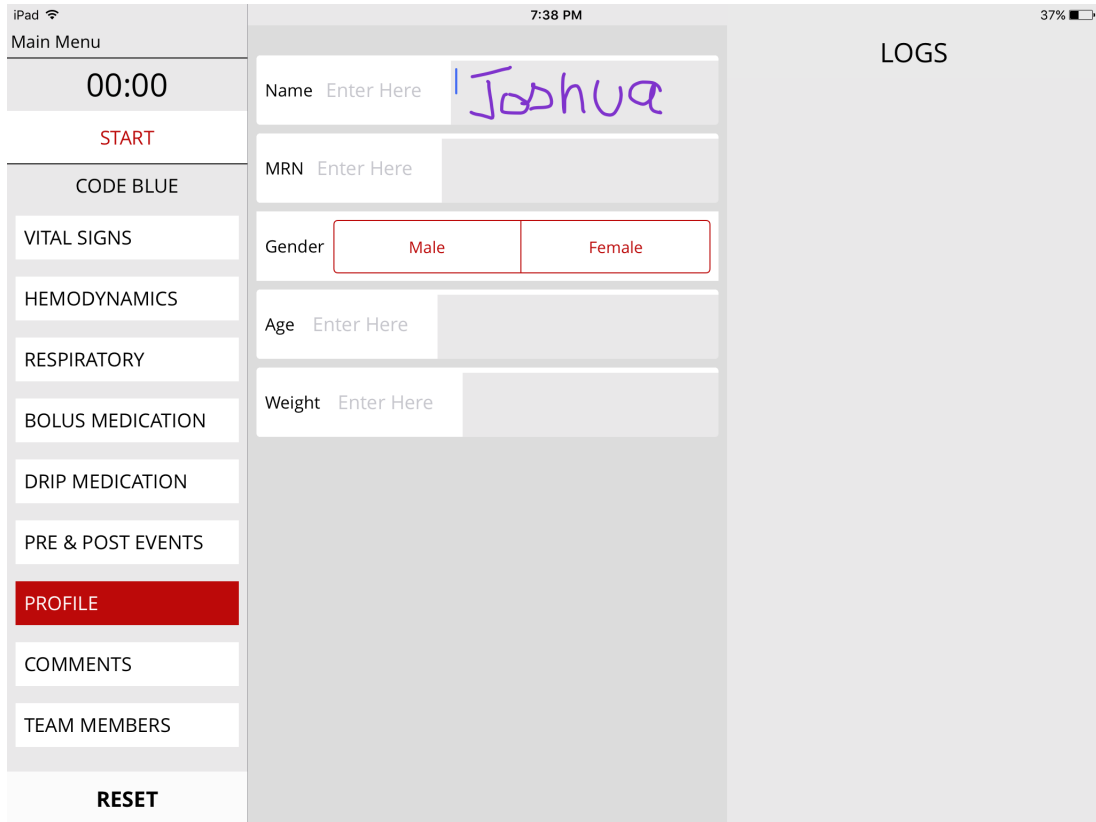 iPad 7:38 PM 37%
Main Menu
LOGS
00:00
START
CODE BLUE
VITAL SIGNS
HEMODYNAMICS
RESPIRATORY
BOLUS MEDICATION
DRIP MEDICATION
PRE & POST EVENTS
PROFILE
COMMENTS
TEAM MEMBERS
RESET
Name Enter Here Joshua
MRN Enter Here
Gender Male Female
Age Enter Here
Weight Enter Here